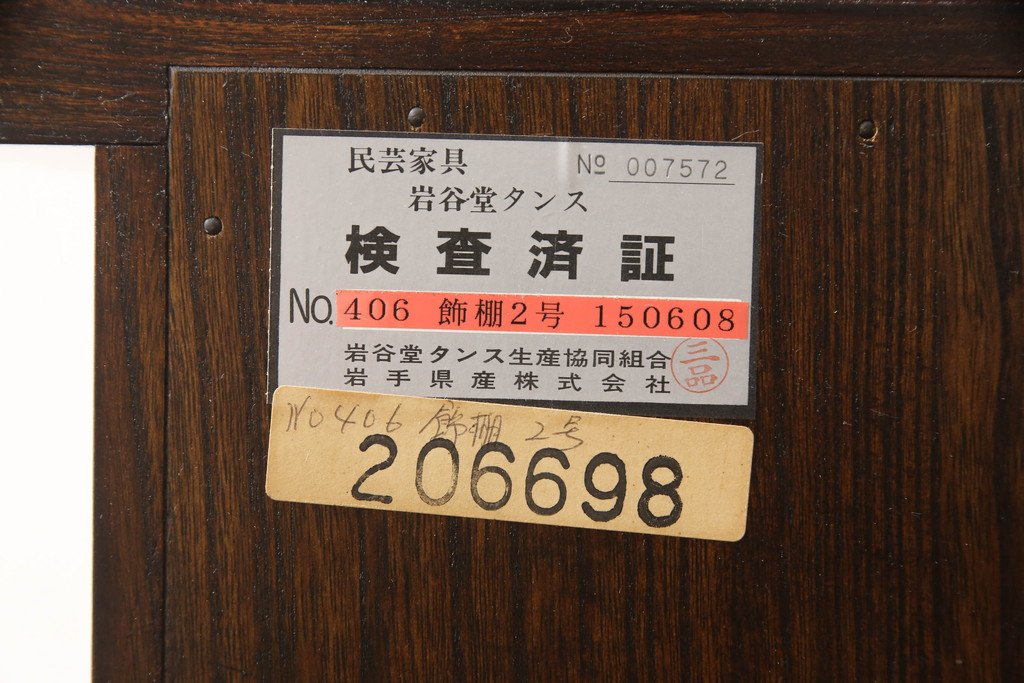 民芸家具
№ 007572
岩谷堂タンス
検査済証
No. 406 飾棚2号 150608
岩谷堂タンス生産協同組合
岩手県産株式会社
三品
No 406 飾棚 2号
206698